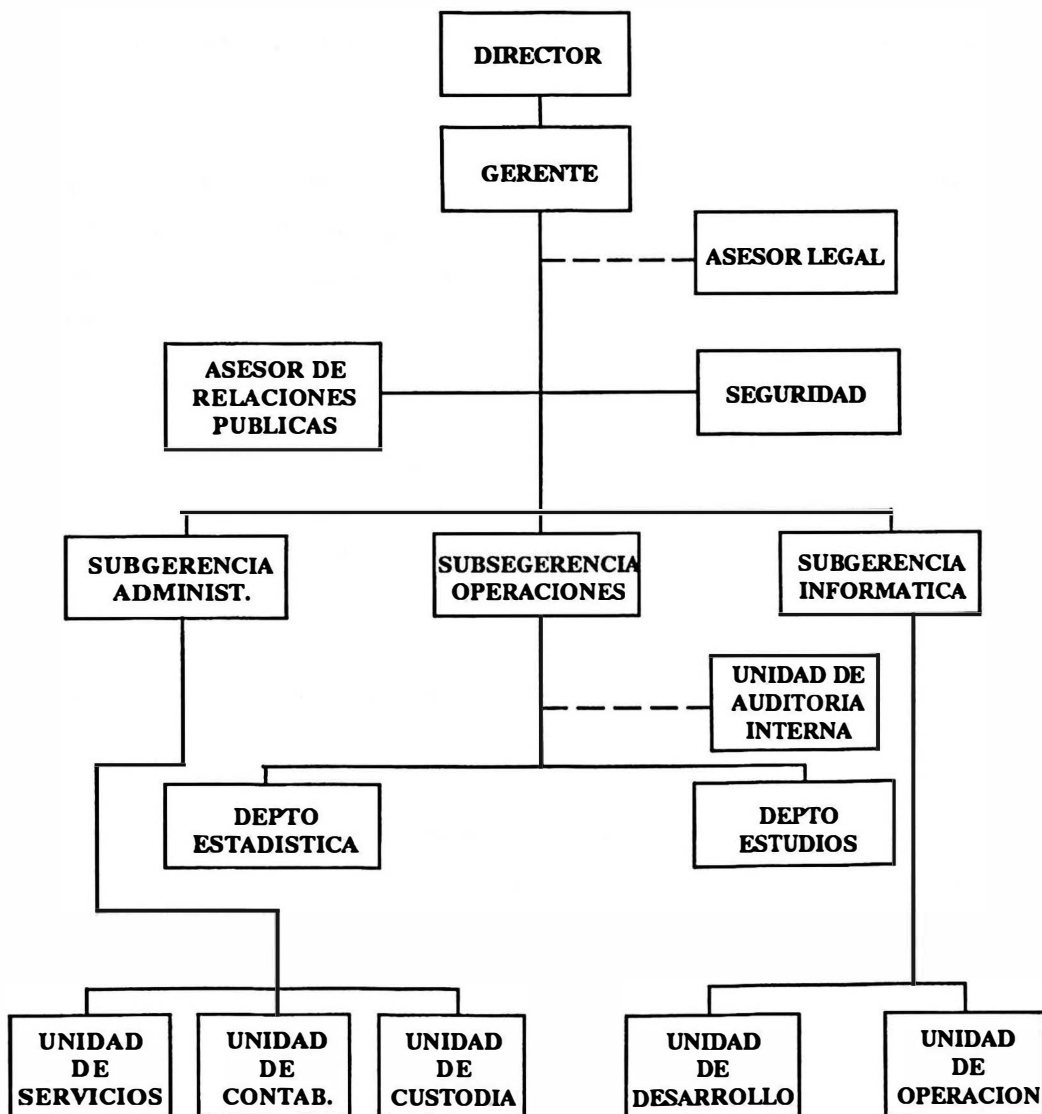 DIRECTOR
GERENTE
ASESOR LEGAL
ASESOR DE
RELACIONES
PUBLICAS
SEGURIDAD
SUBGERENCIA
ADMINIST.
SUBSEGERENCIA
OPERACIONES
SUBGERENCIA
INFORMATICA
UNIDAD DE
AUDITORIA
INTERNA
DEPTO
ESTADISTICA
DEPTO
ESTUDIOS
UNIDAD
DE
SERVICIOS
UNIDAD
DE
CONTAB.
UNIDAD
DE
CUSTODIA
UNIDAD
DE
DESARROLLO
UNIDAD
DE
OPERACION